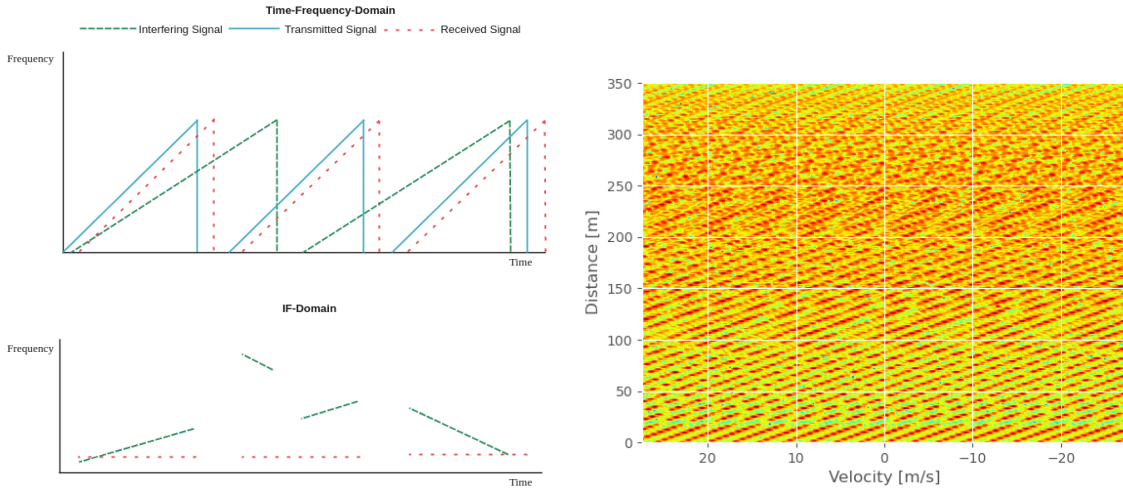 Time-Frequency-Domain
Interfering Signal Transmitted Signal Received Signal
Frequency
Time
IF-Domain
Frequency
Time
350
300
250
200
150
100
50
0
Distance [m]
20 10 0 −10 −20
Velocity [m/s]